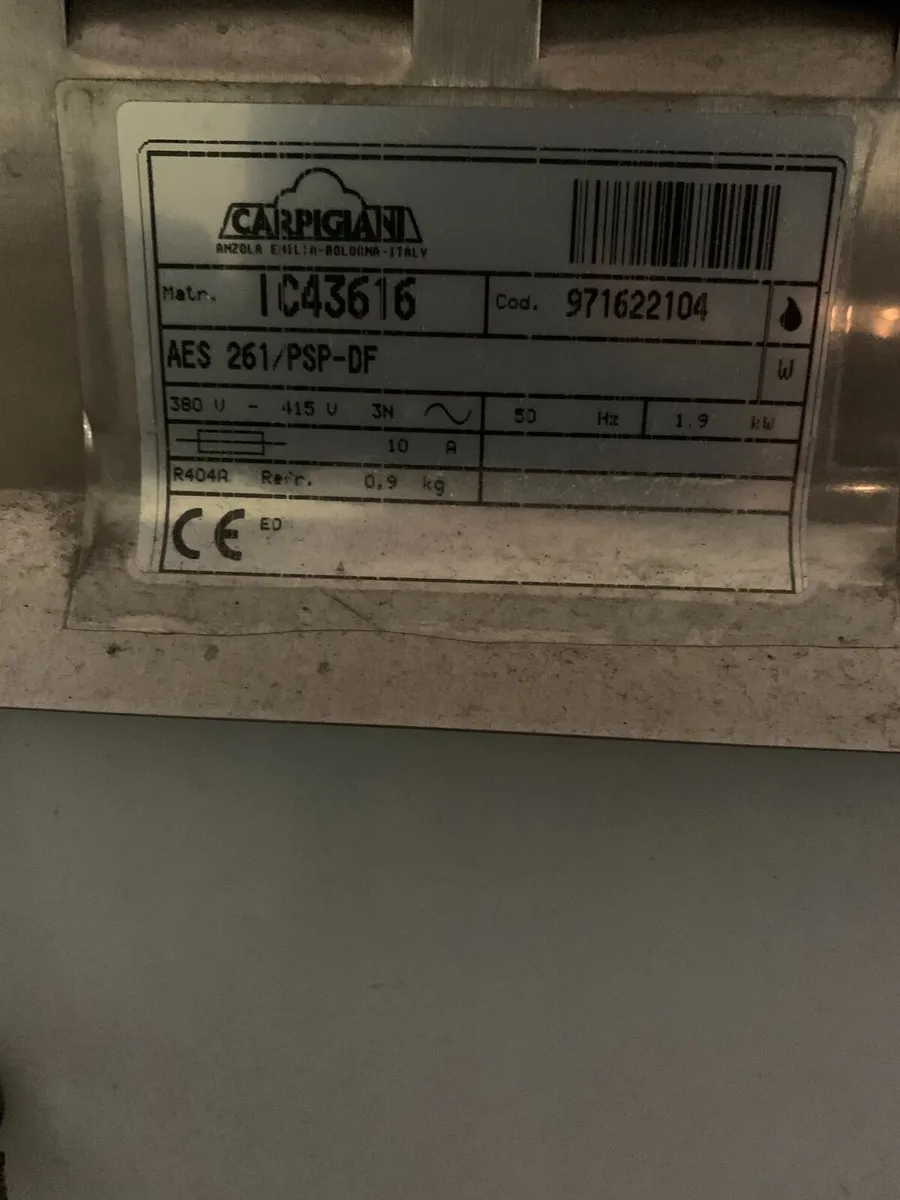 CARPIGIANI
ANZOLA EMILIA-BOLOGNA-ITALY
Matr. IC43616 Cod. 971622104
AES 261/PSP-DF W
380 V - 415 V 3N 50 Hz 1.9 kW
10 A
R404A Refr. 0,9 kg
CE ED